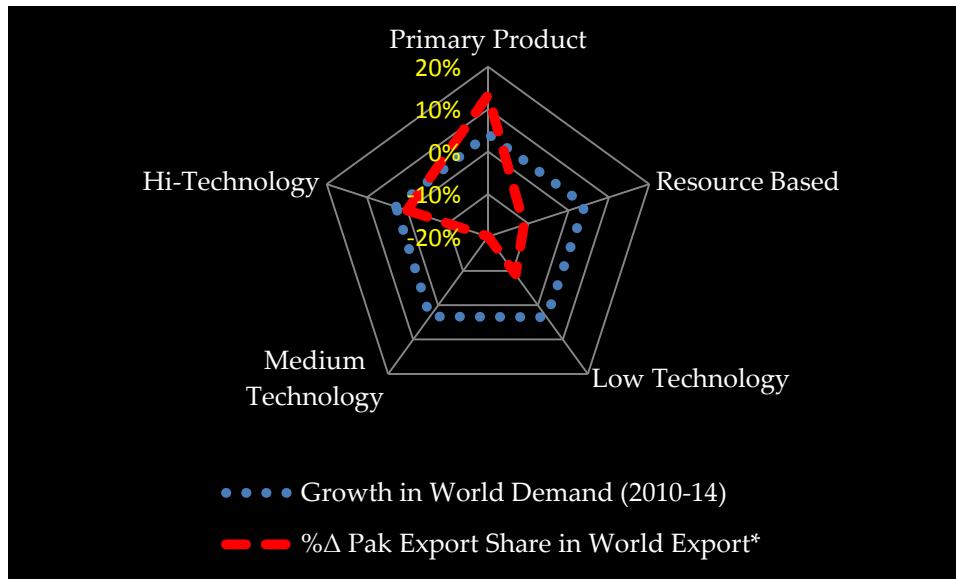 Primary Product
20%
10%
0%
-10%
-20%
Hi-Technology
Resource Based
Medium
Technology
Low Technology
Growth in World Demand (2010-14)
%Δ Pak Export Share in World Export*